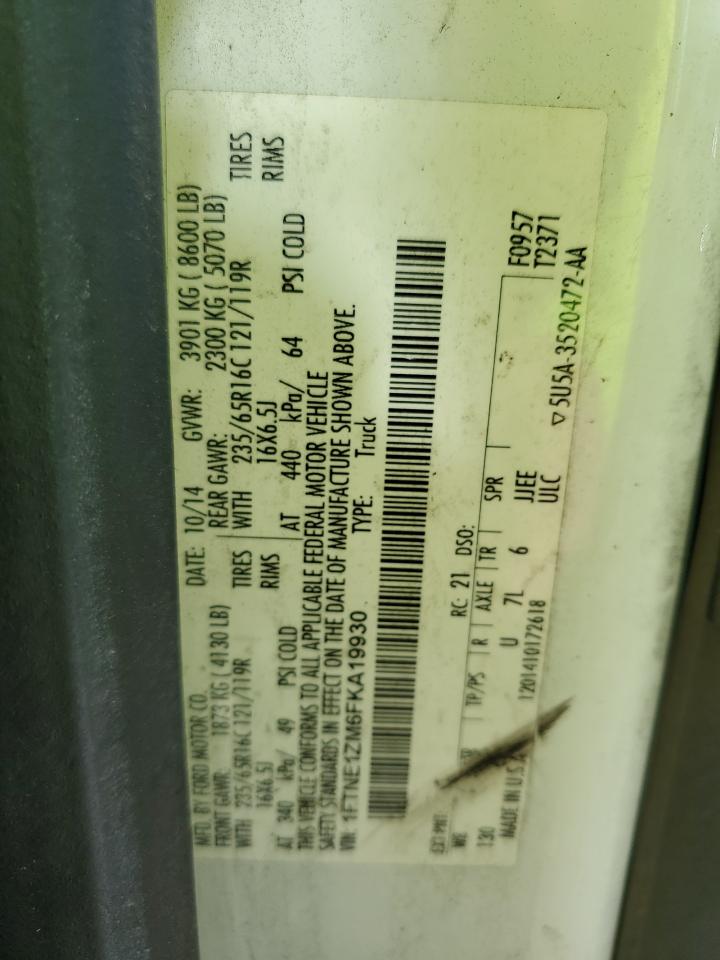 MFD. BY FORD MOTOR CO. DATE: 10/14 GVWR: 3901 KG ( 8600 LB)
FRONT GAWR: 1873 KG ( 4130 LB) REAR GAWR: 2300 KG ( 5070 LB)
WITH 235/65R16C 121/119R TIRES WITH 235/65R16C 121/119R TIRES
16X6.5J RIMS 16X6.5J RIMS
AT 340 kPa/ 49 PSI COLD AT 440 kPa/ 64 PSI COLD
THIS VEHICLE CONFORMS TO ALL APPLICABLE FEDERAL MOTOR VEHICLE
SAFETY STANDARDS IN EFFECT ON THE DATE OF MANUFACTURE SHOWN ABOVE.
VIN: 1FTNE1ZM6FKA19930 TYPE: Truck
EXT PNT: RC: 21 DSO:
WB TP/PS R AXLE TR SPR F0957
130 U 7L 6 JJEE T2371
MADE IN U.S.A. 1201410172618 ULC ▽ 5U5A-3520472-AA